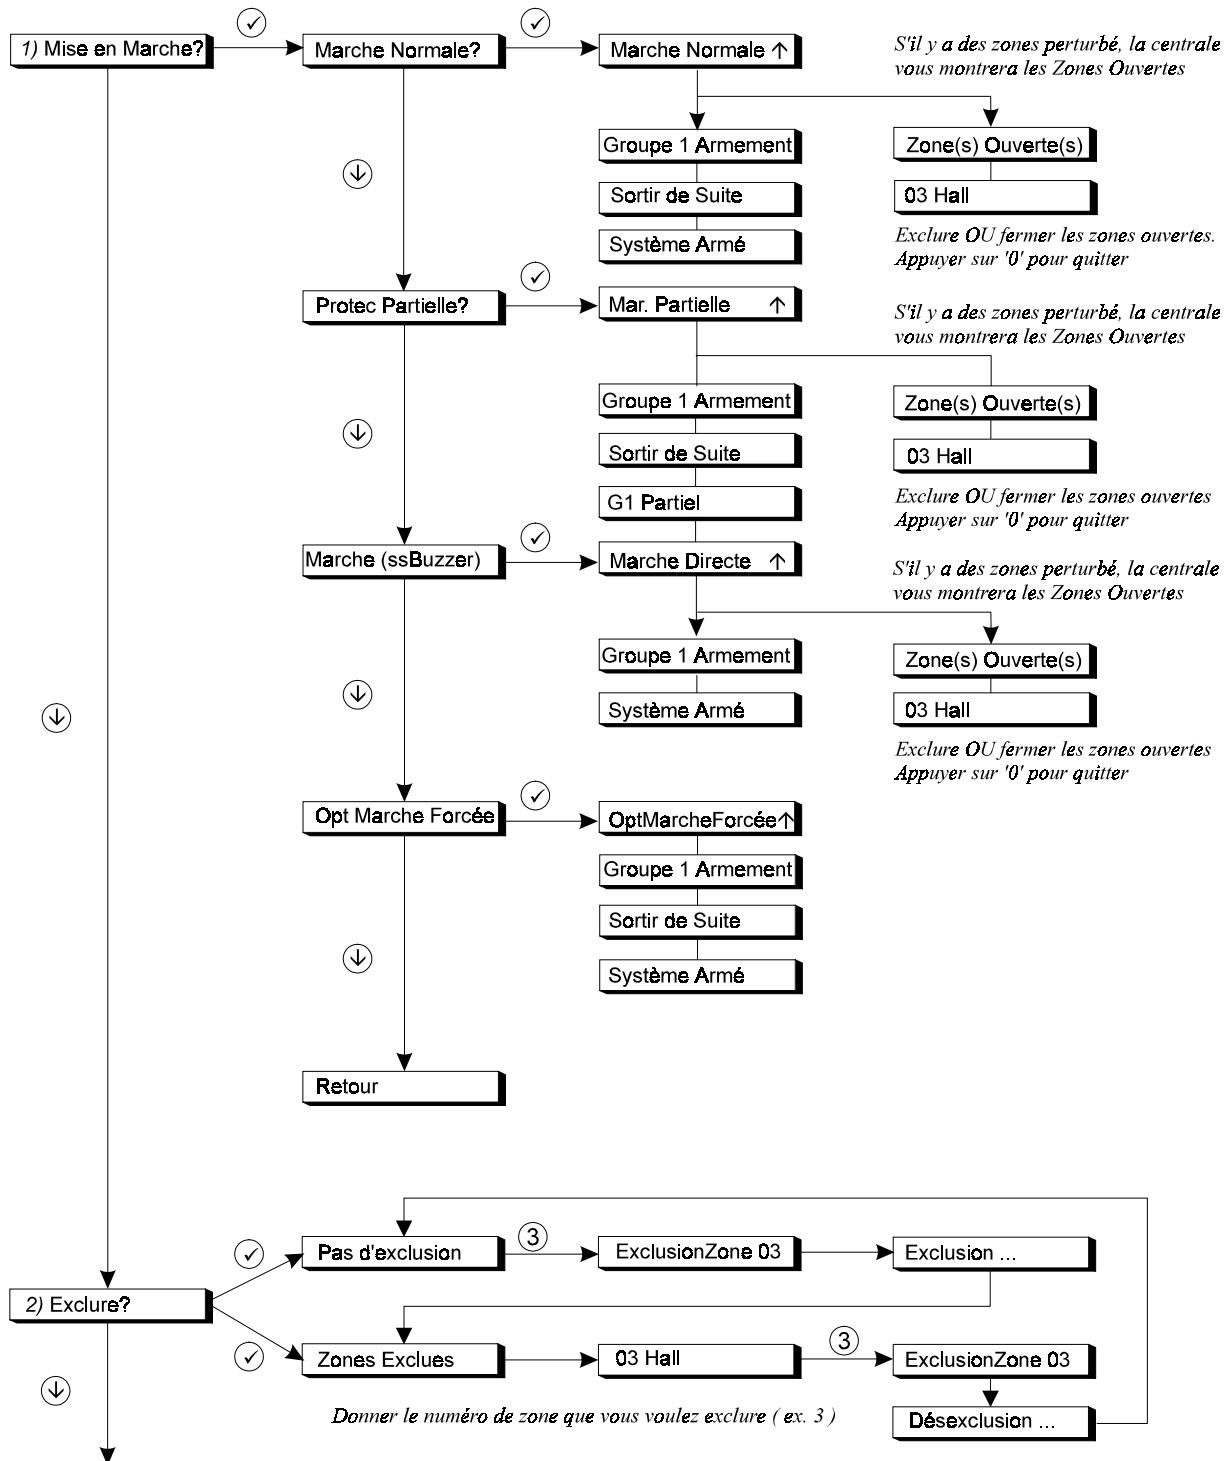 1) Mise en Marche?
Marche Normale?
Marche Normale ↑
S'il y a des zones perturbé, la centrale
vous montrera les Zones Ouvertes
Groupe 1 Armement
Zone(s) Ouverte(s)
Sortir de Suite
03 Hall
Système Armé
Exclure OU fermer les zones ouvertes.
Appuyer sur '0' pour quitter
Protec Partielle?
Mar. Partielle ↑
S'il y a des zones perturbé, la centrale
vous montrera les Zones Ouvertes
Groupe 1 Armement
Zone(s) Ouverte(s)
Sortir de Suite
03 Hall
G1 Partiel
Exclure OU fermer les zones ouvertes
Appuyer sur '0' pour quitter
Marche (ssBuzzer)
Marche Directe ↑
S'il y a des zones perturbé, la centrale
vous montrera les Zones Ouvertes
Groupe 1 Armement
Zone(s) Ouverte(s)
Système Armé
03 Hall
Exclure OU fermer les zones ouvertes
Appuyer sur '0' pour quitter
Opt Marche Forcée
OptMarcheForcée↑
Groupe 1 Armement
Sortir de Suite
Système Armé
Retour
Pas d'exclusion
3
ExclusionZone 03
Exclusion ...
2) Exclure?
Zones Exclues
03 Hall
3
ExclusionZone 03
Donner le numéro de zone que vous voulez exclure ( ex. 3 )
Désexclusion ...